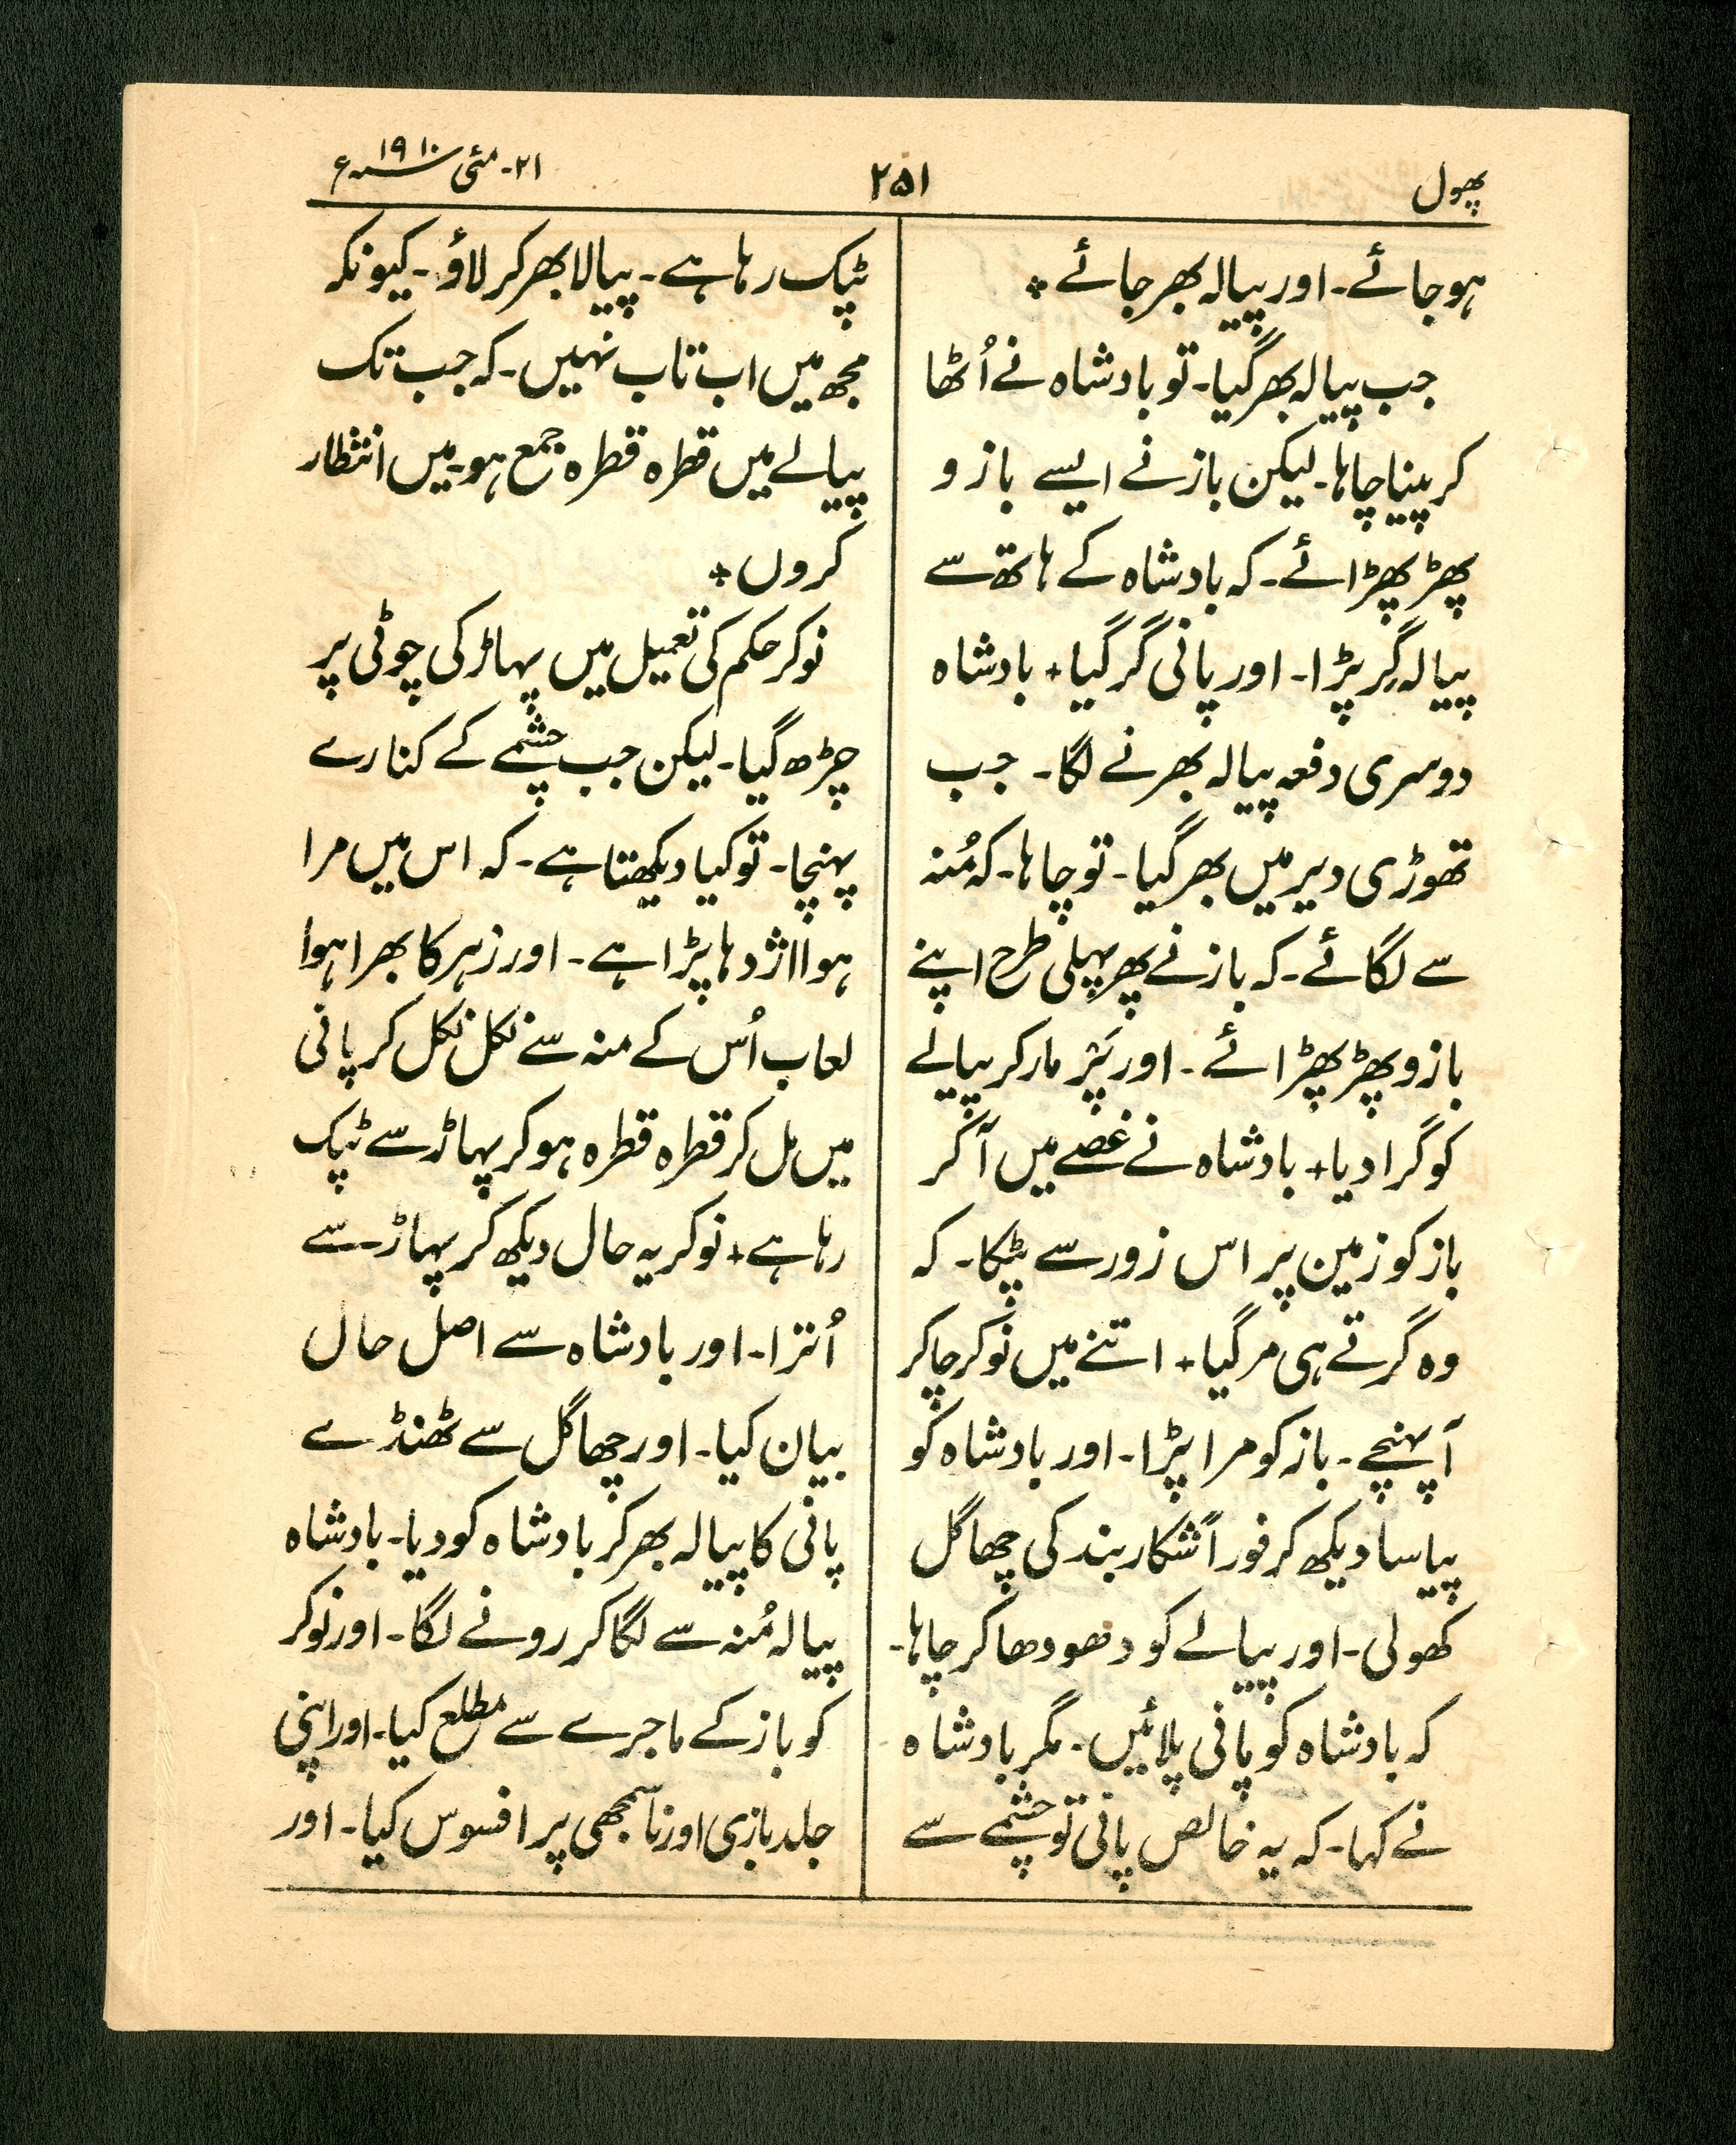 پھول
۲۵۱
۲۱۔ مئی ۱۹۱۰ء
ہو جائے۔ اور پیالہ بھر جائے ٭
جب پیالہ بھر گیا۔ تو بادشاہ نے اُٹھا
کر پینا چاہا۔ لیکن باز نے ایسے بازو
پھڑپھڑائے۔ کہ بادشاہ کے ہاتھ سے
پیالہ گِر پڑا۔ اور پانی گر گیا+ بادشاہ
دوسری دفعہ پیالہ بھرنے لگا۔ جب
تھوڑی دیر میں بھر گیا۔ تو چاہا۔ کہ مُنہ
سے لگائے۔ کہ باز نے پھر پہلی طرح اپنے
بازو پھڑپھڑائے۔ اور پَر مار کر پیالے
کو گرا دیا+ بادشاہ نے غصے میں آکر
باز کو زمین پر اس زور سے پٹکا۔ کہ
وہ گرتے ہی مر گیا+ اتنے میں نوکر چاکر
آپہنچے۔ باز کو مرا پڑا۔ اور بادشاہ کو
پیاسا دیکھ کر فوراً شکاربند کی چھاگل
کھولی۔ اور پیالے کو دھو دھا کر چاہا۔
کہ بادشاہ کو پانی پلائیں۔ مگر بادشاہ
نے کہا۔ کہ یہ خالص پانی تو چشمے سے
ٹپک رہا ہے۔ پیالا بھر کر لاؤ۔ کیونکہ
مجھ میں اب تاب نہیں۔ کہ جب تک
پیالے میں قطرہ قطرہ جمع ہو۔ میں انتظار
کروں+
نوکر حکم کی تعمیل میں پہاڑ کی چوٹی پر
چڑھ گیا۔ لیکن جب چشمے کے کنارے
پہنچا۔ تو کیا دیکھتا ہے۔ کہ اس میں مرا
ہوا اژدہا پڑا ہے۔ اور زہر کا بھرا ہوا
لعاب اُس کے منہ سے نکل نکل کر پانی
میں مل کر قطرہ قطرہ ہو کر پہاڑ سے ٹپک
رہا ہے+ نوکر یہ حال دیکھ کر پہاڑ سے
اُترا۔ اور بادشاہ سے اصل حال
بیان کیا۔ اور چھاگل سے ٹھنڈے
پانی کا پیالہ بھر کر بادشاہ کو دیا۔ بادشاہ
پیالہ مُنہ سے لگا کر رونے لگا۔ اور نوکر
کو باز کے ماجرے سے مطلع کیا۔ اور اپنی
جلد بازی اور ناسمجھی پر افسوس کیا۔ اور